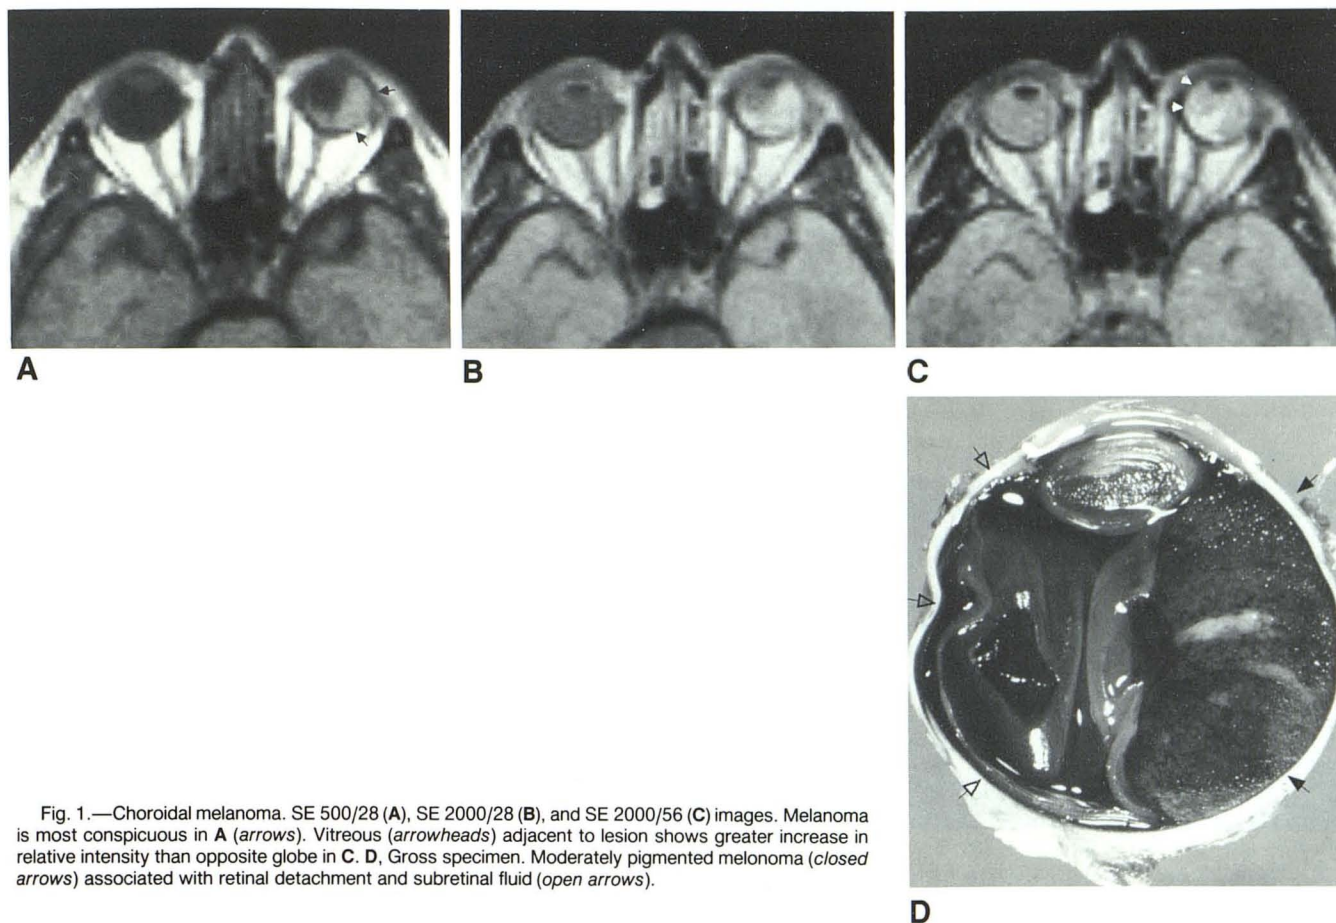 A
B
C
D
Fig. 1.—Choroidal melanoma. SE 500/28 (A), SE 2000/28 (B), and SE 2000/56 (C) images. Melanoma
is most conspicuous in A (arrows). Vitreous (arrowheads) adjacent to lesion shows greater increase in
relative intensity than opposite globe in C. D, Gross specimen. Moderately pigmented melonoma (closed
arrows) associated with retinal detachment and subretinal fluid (open arrows).